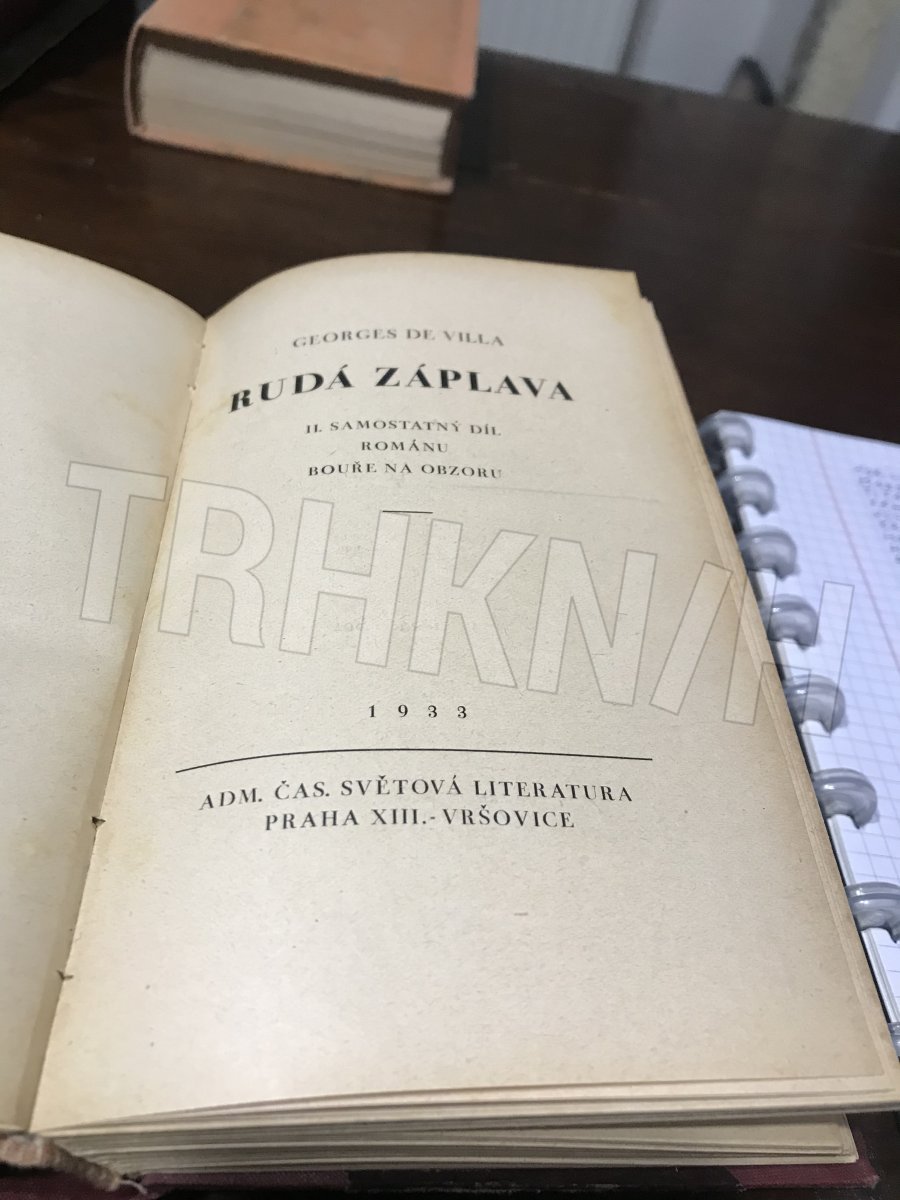 GEORGES DE VILLA
RUDÁ ZÁPLAVA
II. SAMOSTATNÝ DÍL
ROMÁNU
BOUŘE NA OBZORU
1933
ADM. ČAS. SVĚTOVÁ LITERATURA
PRAHA XIII.-VRŠOVICE
TRHKNIH